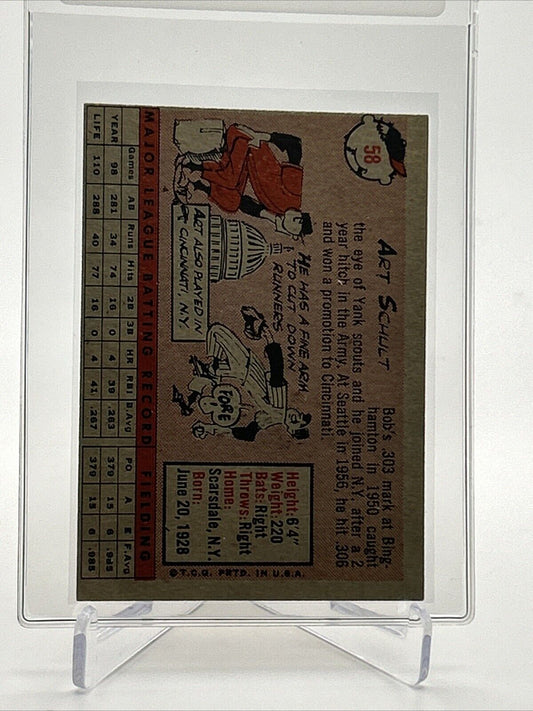 58
ART SCHULT
Bob's .303 mark at Bing-
hamton in 1950 caught
the eye of Yank scouts and he joined N.Y. after a 2
year hitch in the Army. At Seattle in 1956, he hit .306
and won a promotion to Cincinnati.
HE HAS A FINE ARM
TO CUT DOWN
RUNNERS
ART ALSO PLAYED IN
CINCINNATI, N.Y.
FORE
Height: 6'4"
Weight: 220
Bats: Right
Throws: Right
Home:
Scarsdale, N.Y.
Born:
June 20, 1928
© T.C.G. PRTD. IN U.S.A.
MAJOR LEAGUE BATTING RECORD FIELDING
Games AB Runs Hits 2B 3B HR RBI B.Avg PO A E F.Avg
YEAR 98 281 34 74 16 0 4 39 .263 379 15 6 .985
LIFE 110 288 40 77 16 0 4 41 .267 379 15 6 .985